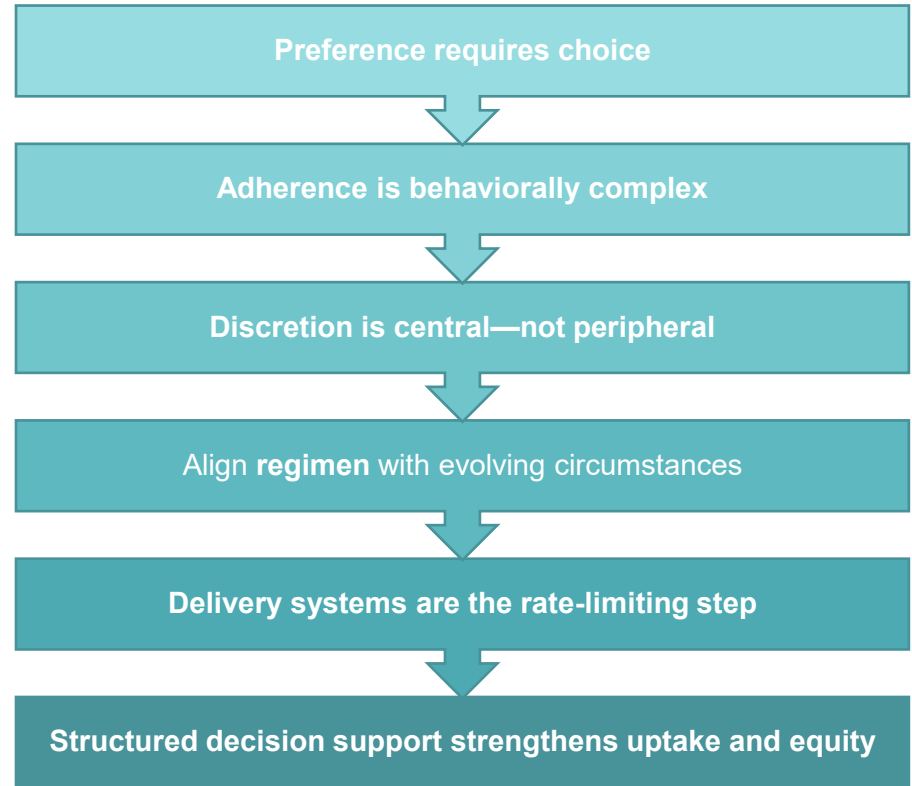 Preference requires choice
Adherence is behaviorally complex
Discretion is central—not peripheral
Align regimen with evolving circumstances
Delivery systems are the rate-limiting step
Structured decision support strengthens uptake and equity